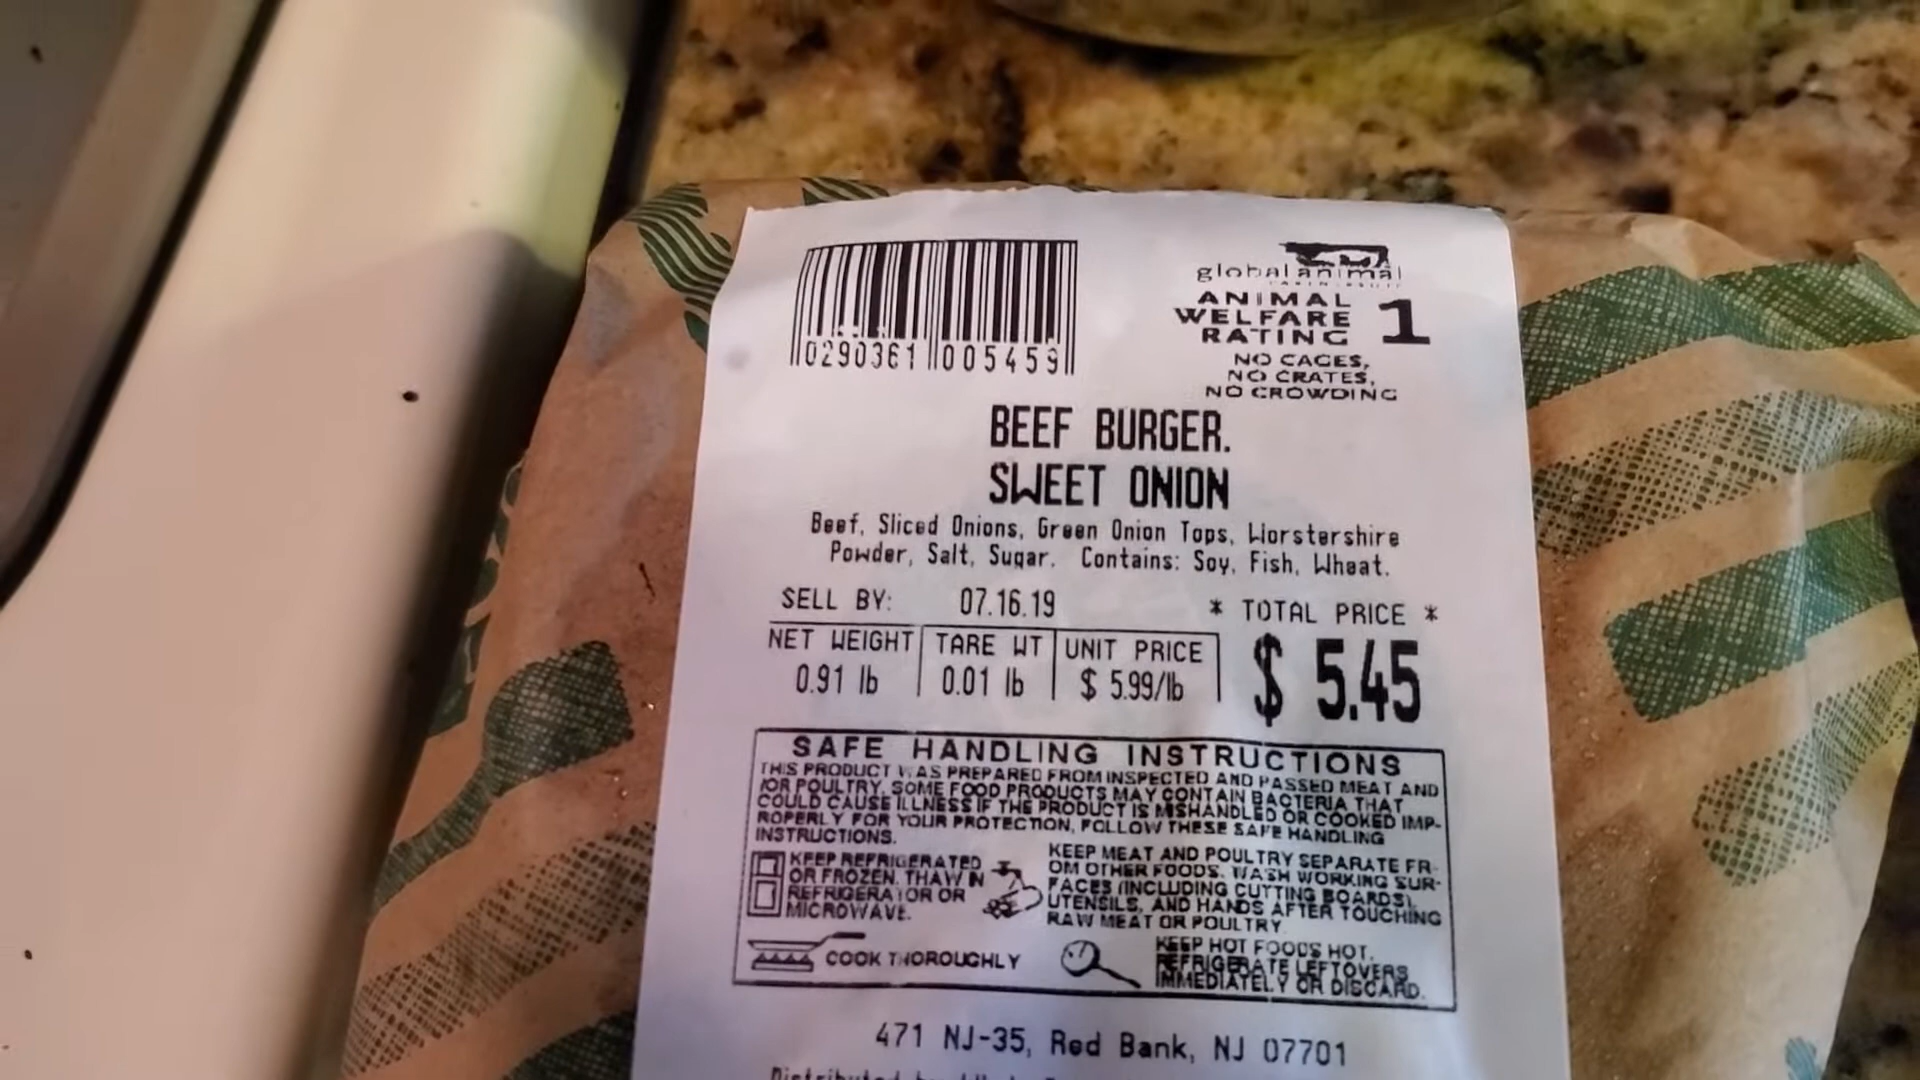 0290361 005459
global animal
ANIMAL
WELFARE
RATING 1
NO CAGES,
NO CRATES,
NO CROWDING
BEEF BURGER.
SWEET ONION
Beef, Sliced Onions, Green Onion Tops, Worstershire
Powder, Salt, Sugar. Contains: Soy, Fish, Wheat.
SELL BY: 07.16.19
* TOTAL PRICE *
NET WEIGHT TARE WT UNIT PRICE
0.91 lb 0.01 lb $ 5.99/lb
$ 5.45
SAFE HANDLING INSTRUCTIONS
THIS PRODUCT WAS PREPARED FROM INSPECTED AND PASSED MEAT AND
/OR POULTRY. SOME FOOD PRODUCTS MAY CONTAIN BACTERIA THAT
COULD CAUSE ILLNESS IF THE PRODUCT IS MISHANDLED OR COOKED IMP-
ROPERLY FOR YOUR PROTECTION, FOLLOW THESE SAFE HANDLING
INSTRUCTIONS.
KEEP REFRIGERATED
OR FROZEN. THAW IN
REFRIGERATOR OR
MICROWAVE.
KEEP MEAT AND POULTRY SEPARATE FR-
OM OTHER FOODS. WASH WORKING SUR-
FACES (INCLUDING CUTTING BOARDS),
UTENSILS, AND HANDS AFTER TOUCHING
RAW MEAT OR POULTRY.
COOK THOROUGHLY
KEEP HOT FOODS HOT.
REFRIGERATE LEFTOVERS
IMMEDIATELY OR DISCARD.
471 NJ-35, Red Bank, NJ 07701